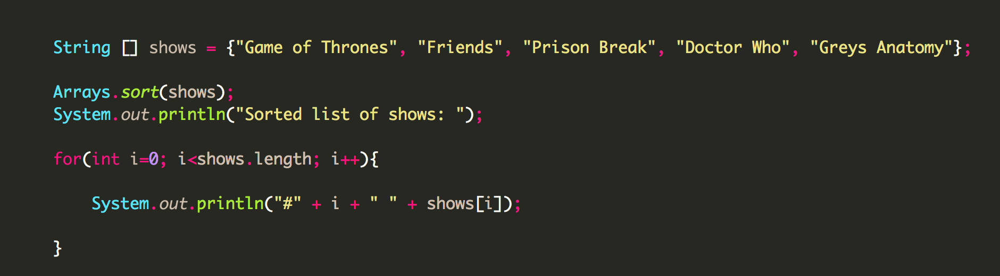 String [] shows = {"Game of Thrones", "Friends", "Prison Break", "Doctor Who", "Greys Anatomy"};
Arrays.sort(shows);
System.out.println("Sorted list of shows: ");
for(int i=0; i<shows.length; i++){
System.out.println("#" + i + " " + shows[i]);
}